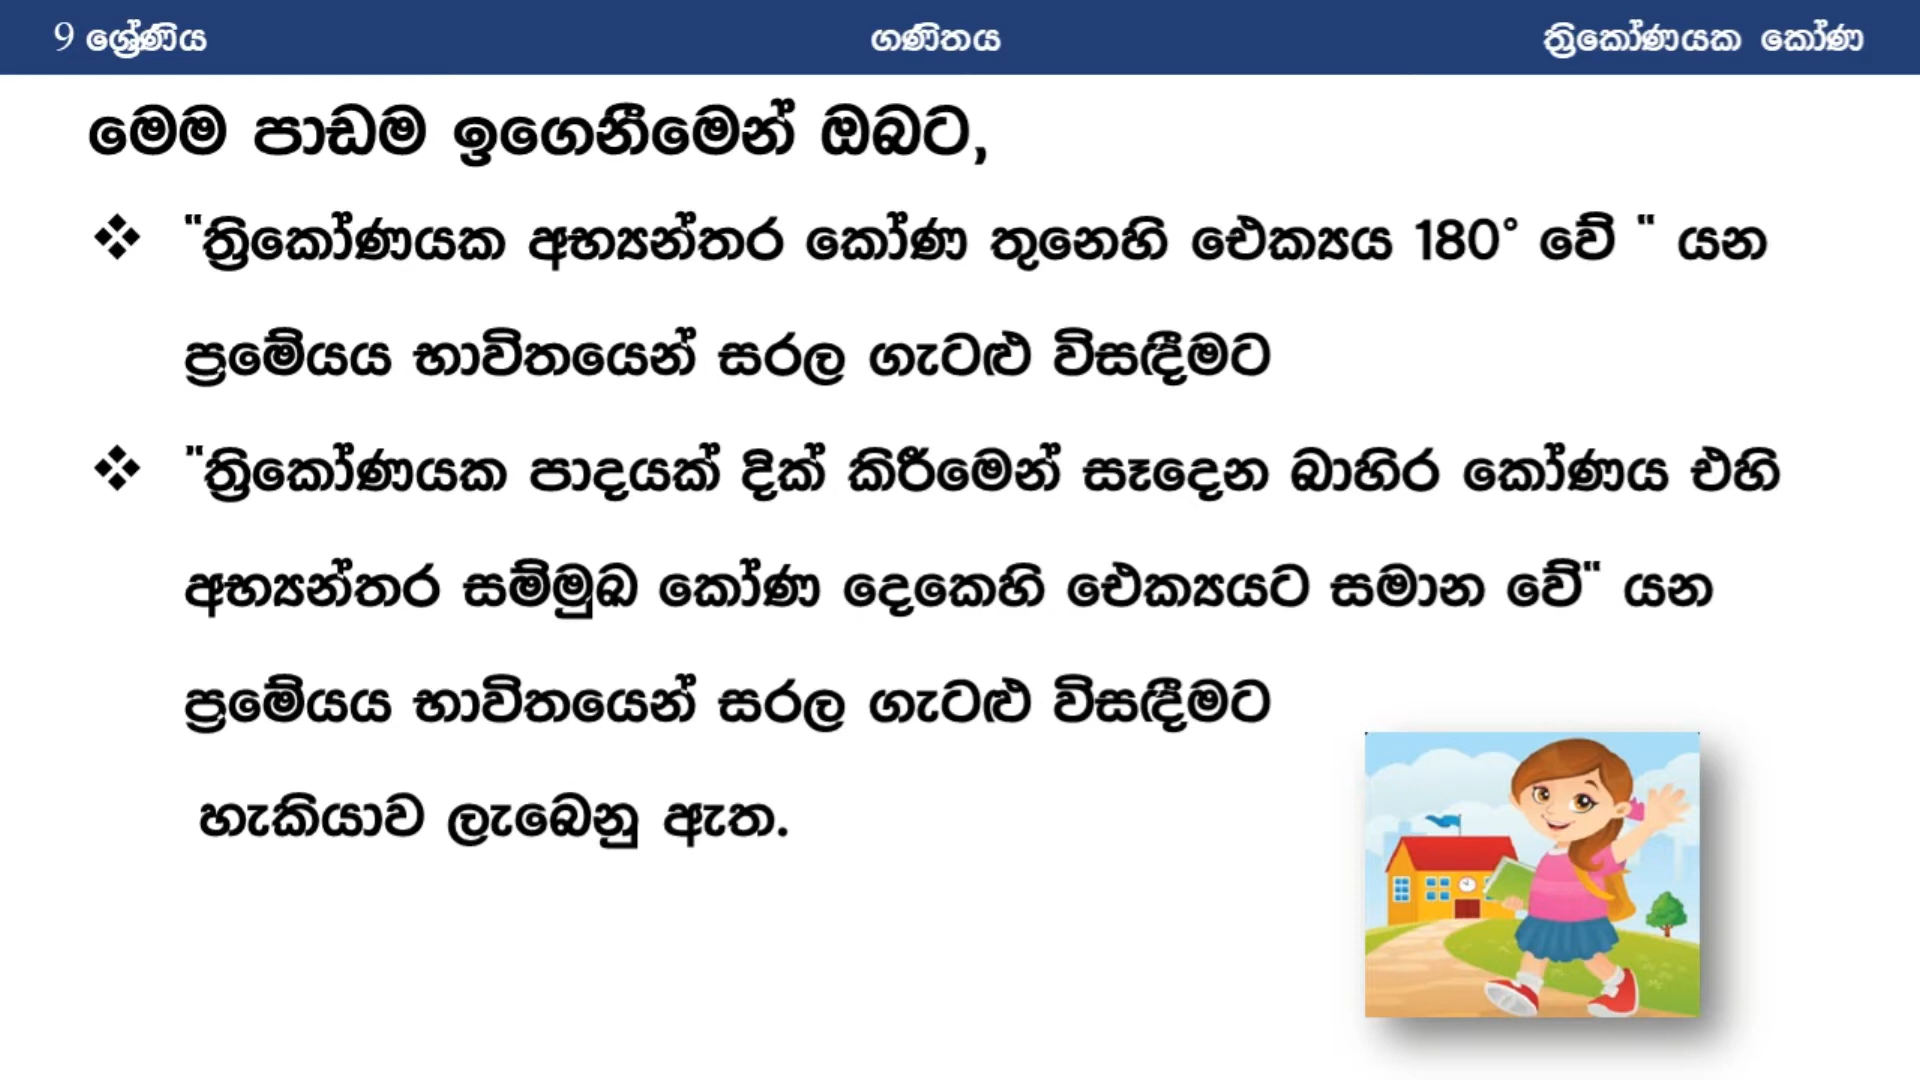 9 ශ්‍රේණිය ගණිතය ත්‍රිකෝණයක කෝණ
මෙම පාඩම ඉගෙනීමෙන් ඔබට,
❖ "ත්‍රිකෝණයක අභ්‍යන්තර කෝණ තුනෙහි ඓක්‍යය 180° වේ " යන
ප්‍රමේයය භාවිතයෙන් සරල ගැටළු විසඳීමට
❖ "ත්‍රිකෝණයක පාදයක් දික් කිරීමෙන් සෑදෙන බාහිර කෝණය එහි
අභ්‍යන්තර සම්මුඛ කෝණ දෙකෙහි ඓක්‍යයට සමාන වේ" යන
ප්‍රමේයය භාවිතයෙන් සරල ගැටළු විසඳීමට
හැකියාව ලැබෙනු ඇත.